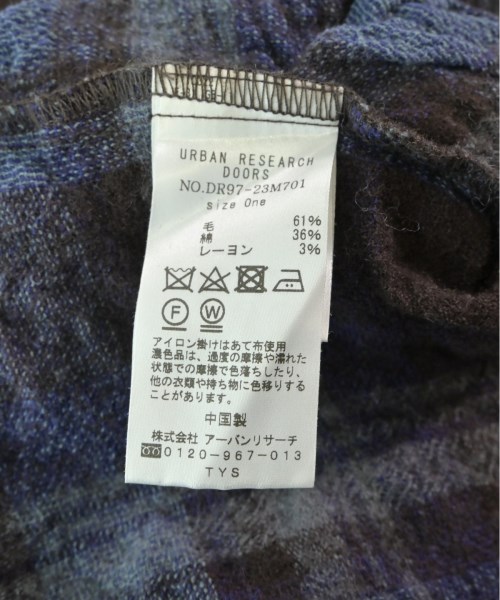 URBAN RESEARCH
DOORS
NO.DR97-23M701
size One
毛 61%
綿 36%
レーヨン 3%
F W
アイロン掛けはあて布使用
濃色品は、過度の摩擦や濡れた
状態での摩擦で色落ちしたり、
他の衣類や持ち物に色移りする
ことがあります。
中国製
株式会社 アーバンリサーチ
0120-967-013
TYS